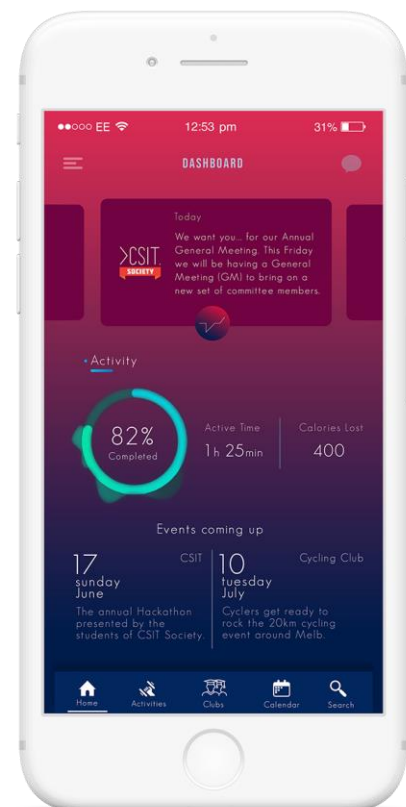 EE 12:53 pm 31%
DASHBOARD
Today
We want you... for our Annual
General Meeting. This Friday
we will be having a General
Meeting (GM) to bring on a
new set of committee members.
>CSIT.
SOCIETY
Activity
82%
Completed
Active Time
1h 25min
Calories Lost
400
Events coming up
17
sunday
June
CSIT
The annual Hackathon
presented by the
students of CSIT Society.
10
tuesday
July
Cycling Club
Cyclers get ready to
rock the 20km cycling
event around Melb.
Home Activities Clubs Calendar Search